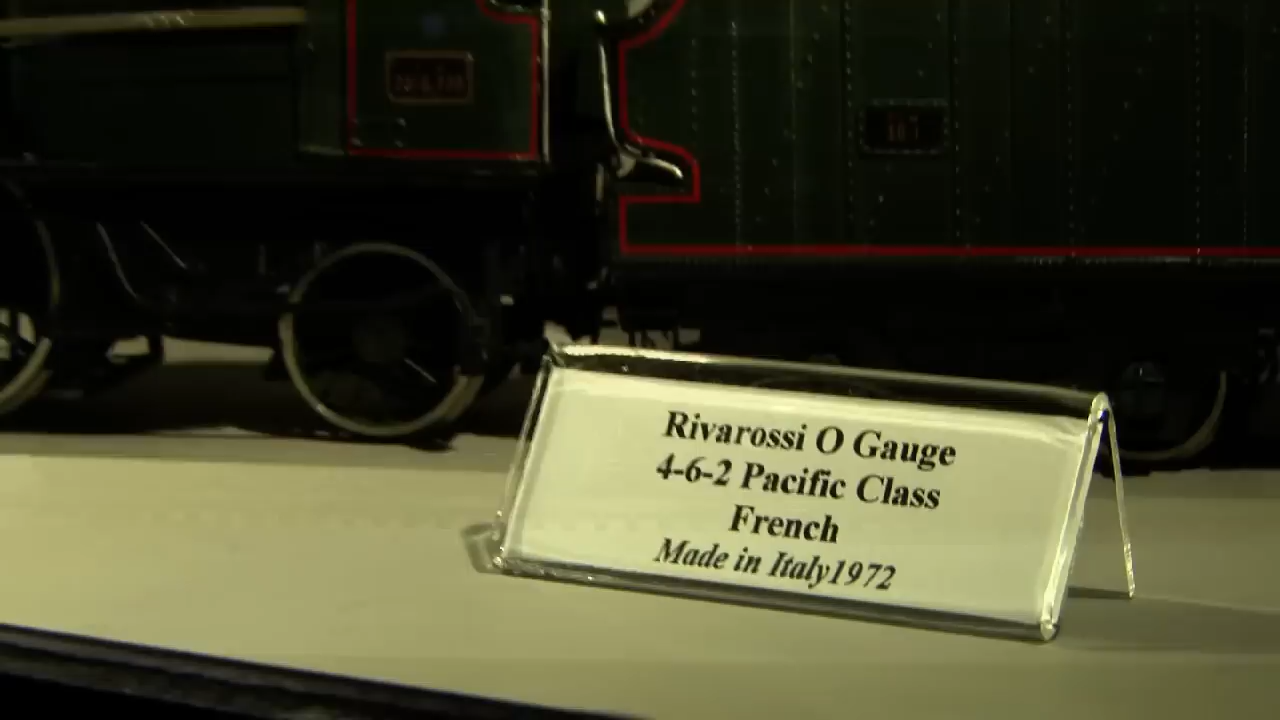 Rivarossi O Gauge
4-6-2 Pacific Class
French
Made in Italy1972